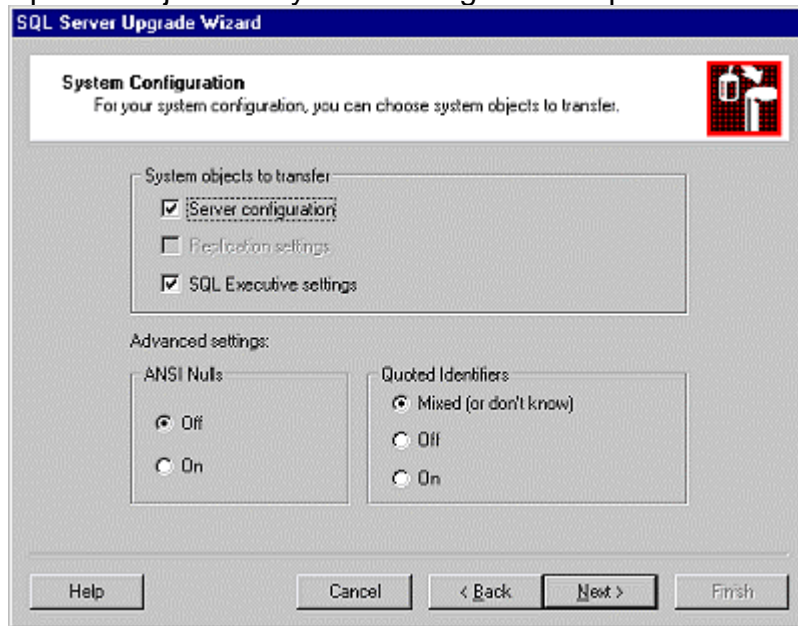 SQL Server Upgrade Wizard
System Configuration
For your system configuration, you can choose system objects to transfer.
System objects to transfer
Server configuration
Replication settings
SQL Executive settings
Advanced settings:
ANSI Nulls
Off
On
Quoted Identifiers
Mixed (or don't know)
Off
On
Help
Cancel
< Back
Next >
Finish